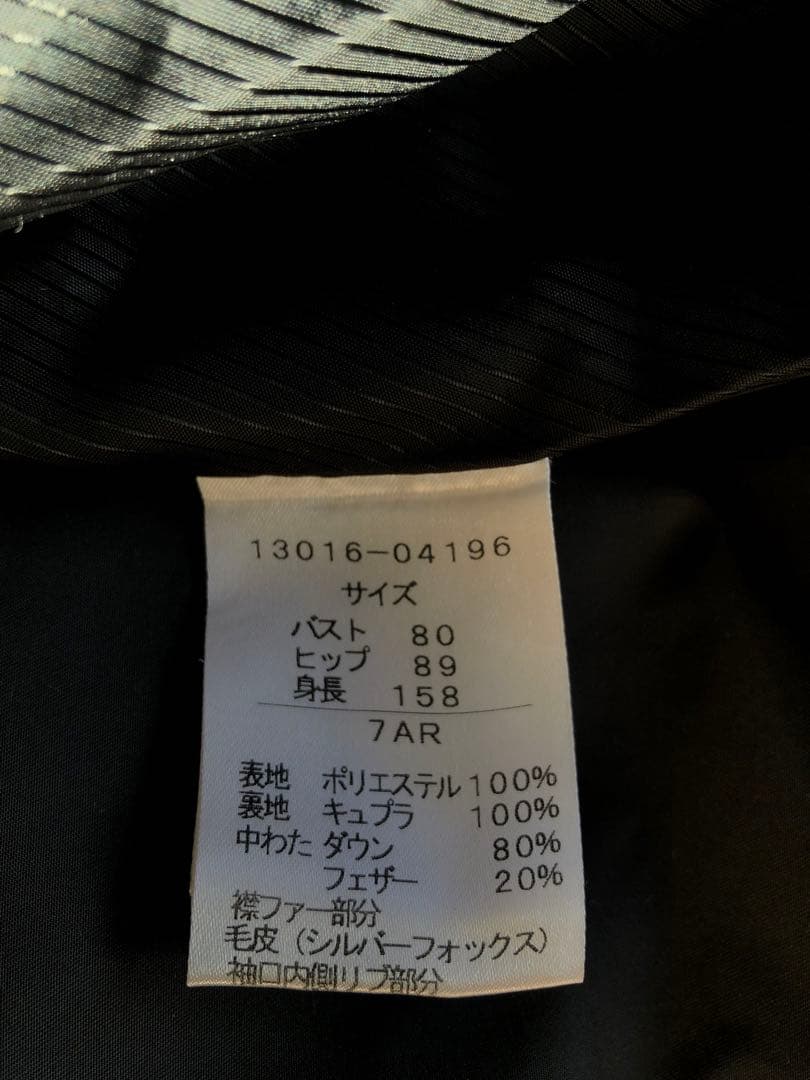 13016-04196
サイズ
バスト 80
ヒップ 89
身長 158
7AR
表地 ポリエステル 100%
裏地 キュプラ 100%
中わた ダウン 80%
フェザー 20%
襟ファー部分
毛皮(シルバーフォックス)
袖口内側リブ部分